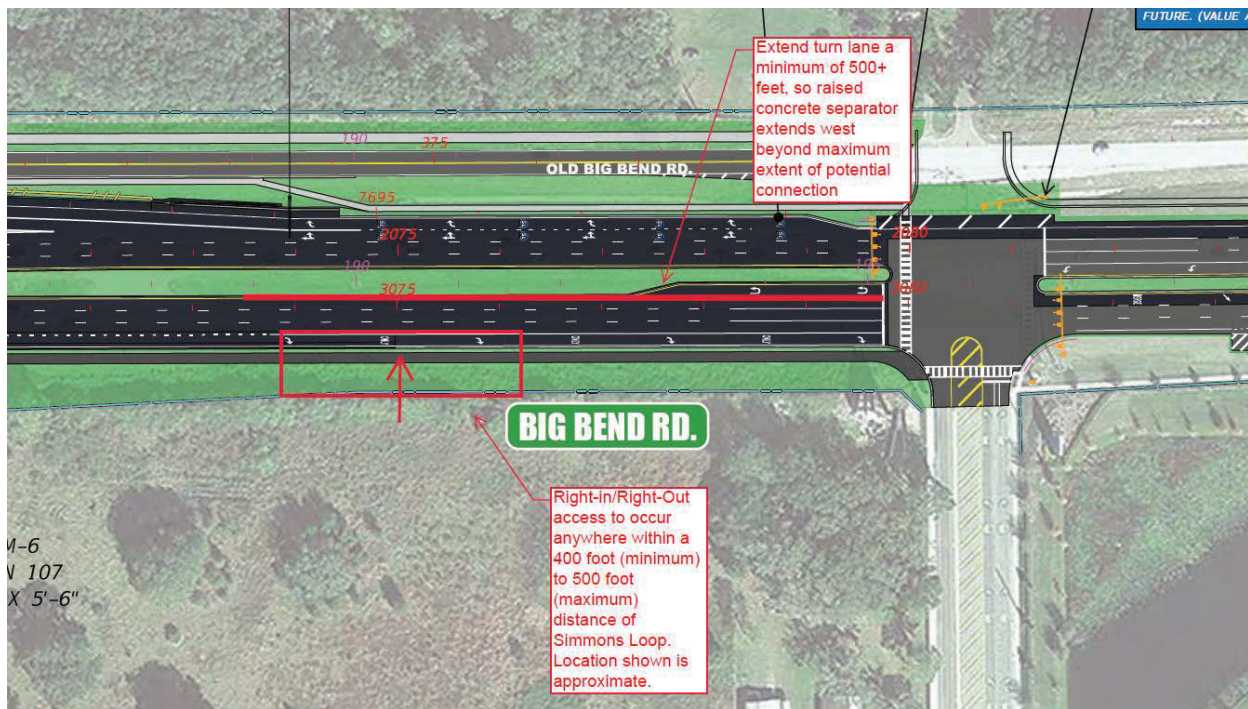 FUTURE. (VALUE
Extend turn lane a
minimum of 500+
feet, so raised
concrete separator
extends west
beyond maximum
extent of potential
connection
190
375
OLD BIG BEND RD.
7695
2075
2080
190
3075
3080
BIG BEND RD.
Right-in/Right-Out
access to occur
anywhere within a
400 foot (minimum)
to 500 foot
(maximum)
distance of
Simmons Loop.
Location shown is
approximate.
M-6
N 107
X 5'-6"